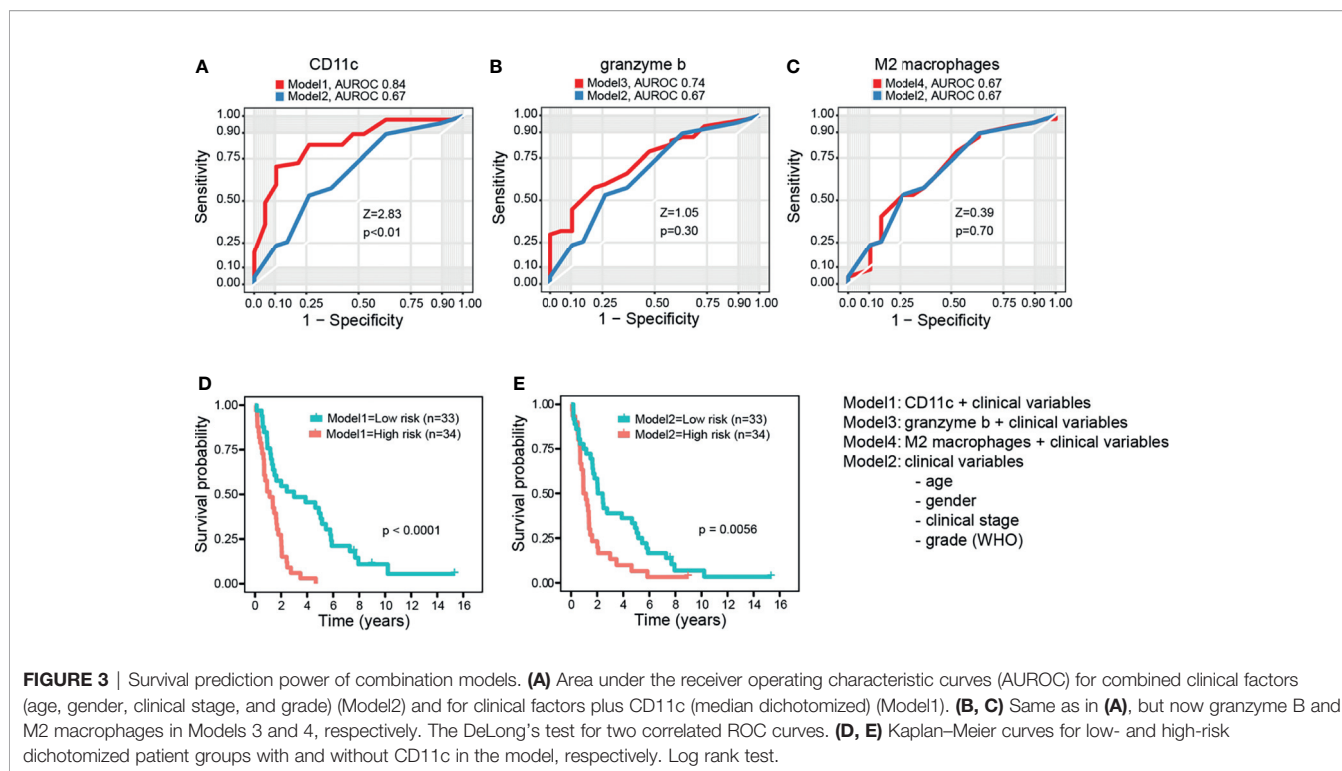 A
CD11c
Model1, AUROC 0.84
Model2, AUROC 0.67
1.00
0.90
0.75
0.50
0.25
0.10
0.00
Sensitivity
Z=2.83
p<0.01
0.0 0.10 0.25 0.75 0.90 1.00
1 − Specificity
B
granzyme b
Model3, AUROC 0.74
Model2, AUROC 0.67
1.00
0.90
0.75
0.50
0.25
0.10
0.00
Sensitivity
Z=1.05
p=0.30
0.0 0.10 0.25 0.75 0.90 1.00
1 − Specificity
C
M2 macrophages
Model4, AUROC 0.67
Model2, AUROC 0.67
1.00
0.90
0.75
0.50
0.25
0.10
0.00
Sensitivity
Z=0.39
p=0.70
0.0 0.10 0.25 0.75 0.90 1.00
1 − Specificity
D
Model1=Low risk (n=33)
Model1=High risk (n=34)
1.00
0.75
0.50
0.25
0.00
Survival probability
p < 0.0001
0 2 4 6 8 10 12 14 16
Time (years)
E
Model2=Low risk (n=33)
Model2=High risk (n=34)
1.00
0.75
0.50
0.25
0.00
Survival probability
p = 0.0056
0 2 4 6 8 10 12 14 16
Time (years)
Model1: CD11c + clinical variables
Model3: granzyme b + clinical variables
Model4: M2 macrophages + clinical variables
Model2: clinical variables
- age
- gender
- clinical stage
- grade (WHO)
FIGURE 3 | Survival prediction power of combination models. (A) Area under the receiver operating characteristic curves (AUROC) for combined clinical factors
(age, gender, clinical stage, and grade) (Model2) and for clinical factors plus CD11c (median dichotomized) (Model1). (B, C) Same as in (A), but now granzyme B and
M2 macrophages in Models 3 and 4, respectively. The DeLong's test for two correlated ROC curves. (D, E) Kaplan–Meier curves for low- and high-risk
dichotomized patient groups with and without CD11c in the model, respectively. Log rank test.